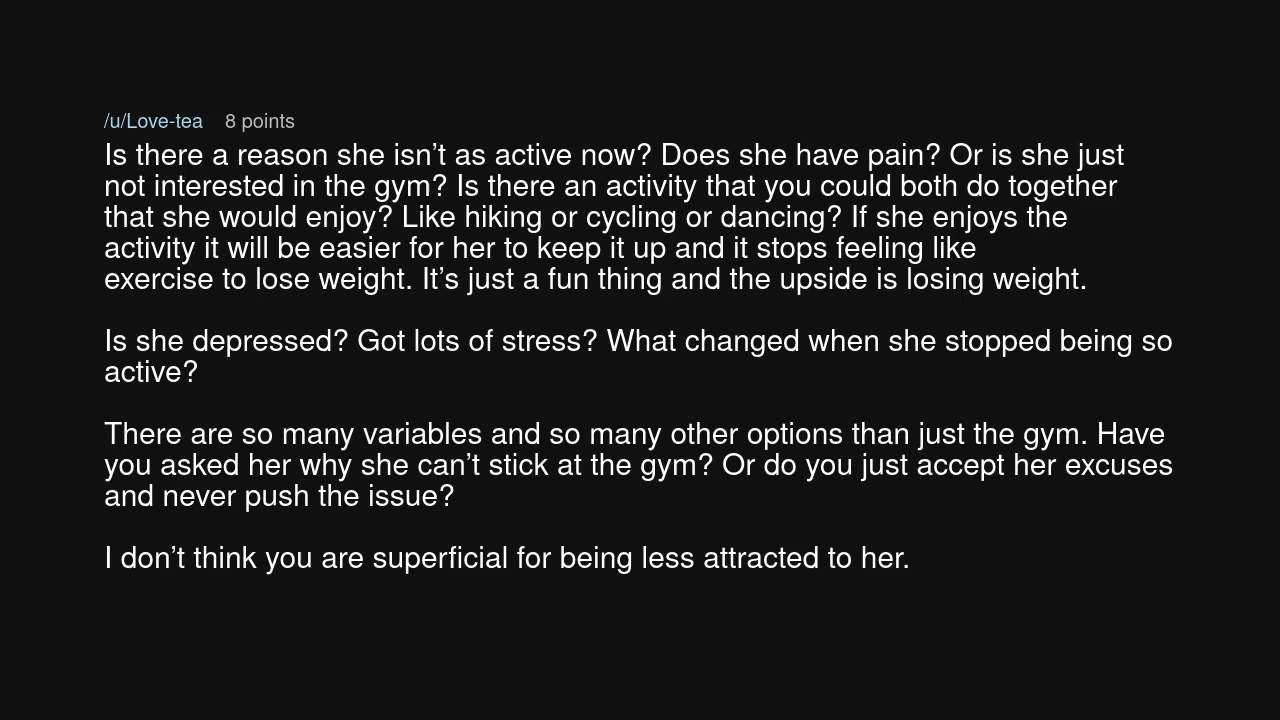 /u/Love-tea 8 points
Is there a reason she isn’t as active now? Does she have pain? Or is she just
not interested in the gym? Is there an activity that you could both do together
that she would enjoy? Like hiking or cycling or dancing? If she enjoys the
activity it will be easier for her to keep it up and it stops feeling like
exercise to lose weight. It’s just a fun thing and the upside is losing weight.
Is she depressed? Got lots of stress? What changed when she stopped being so
active?
There are so many variables and so many other options than just the gym. Have
you asked her why she can’t stick at the gym? Or do you just accept her excuses
and never push the issue?
I don’t think you are superficial for being less attracted to her.